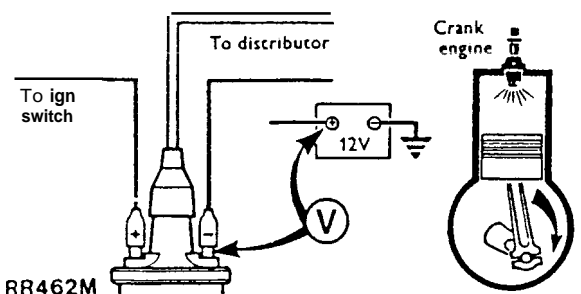 To distributor
Crank
engine
To ign
switch
+
−
12V
V
+
−
RR462M